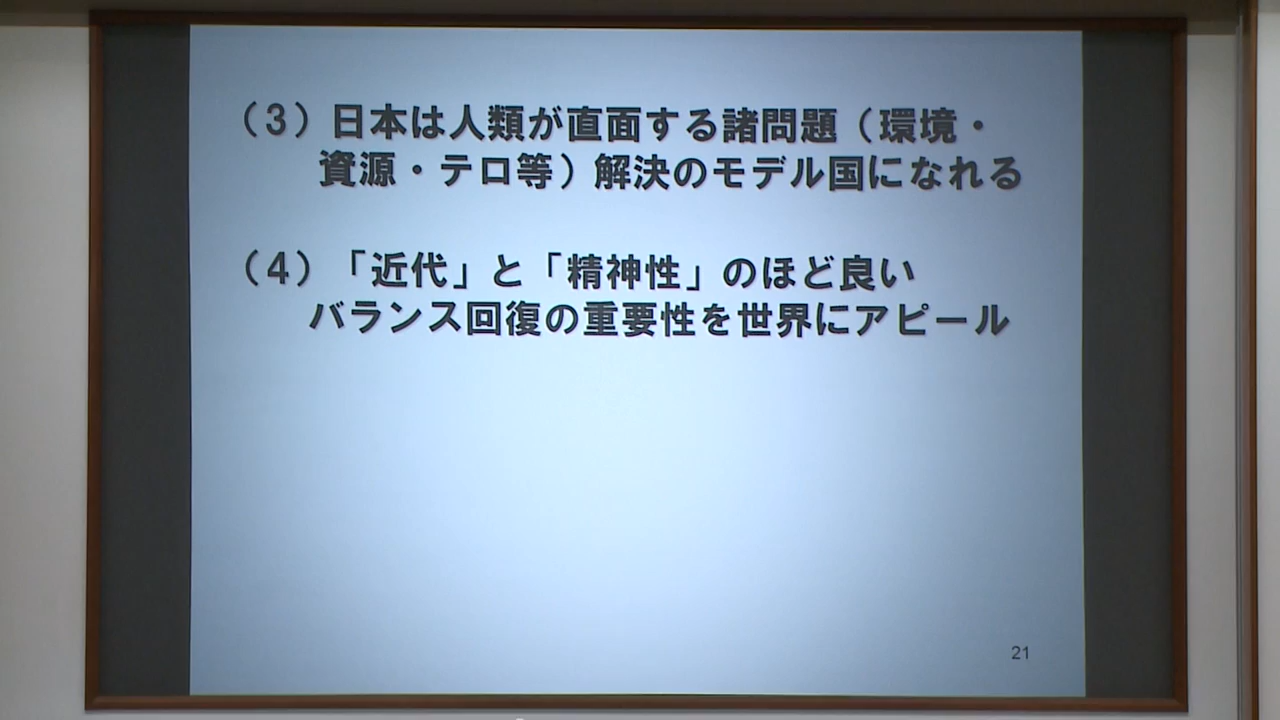 （3）日本は人類が直面する諸問題（環境・
資源・テロ等）解決のモデル国になれる
（4）「近代」と「精神性」のほど良い
バランス回復の重要性を世界にアピール
21